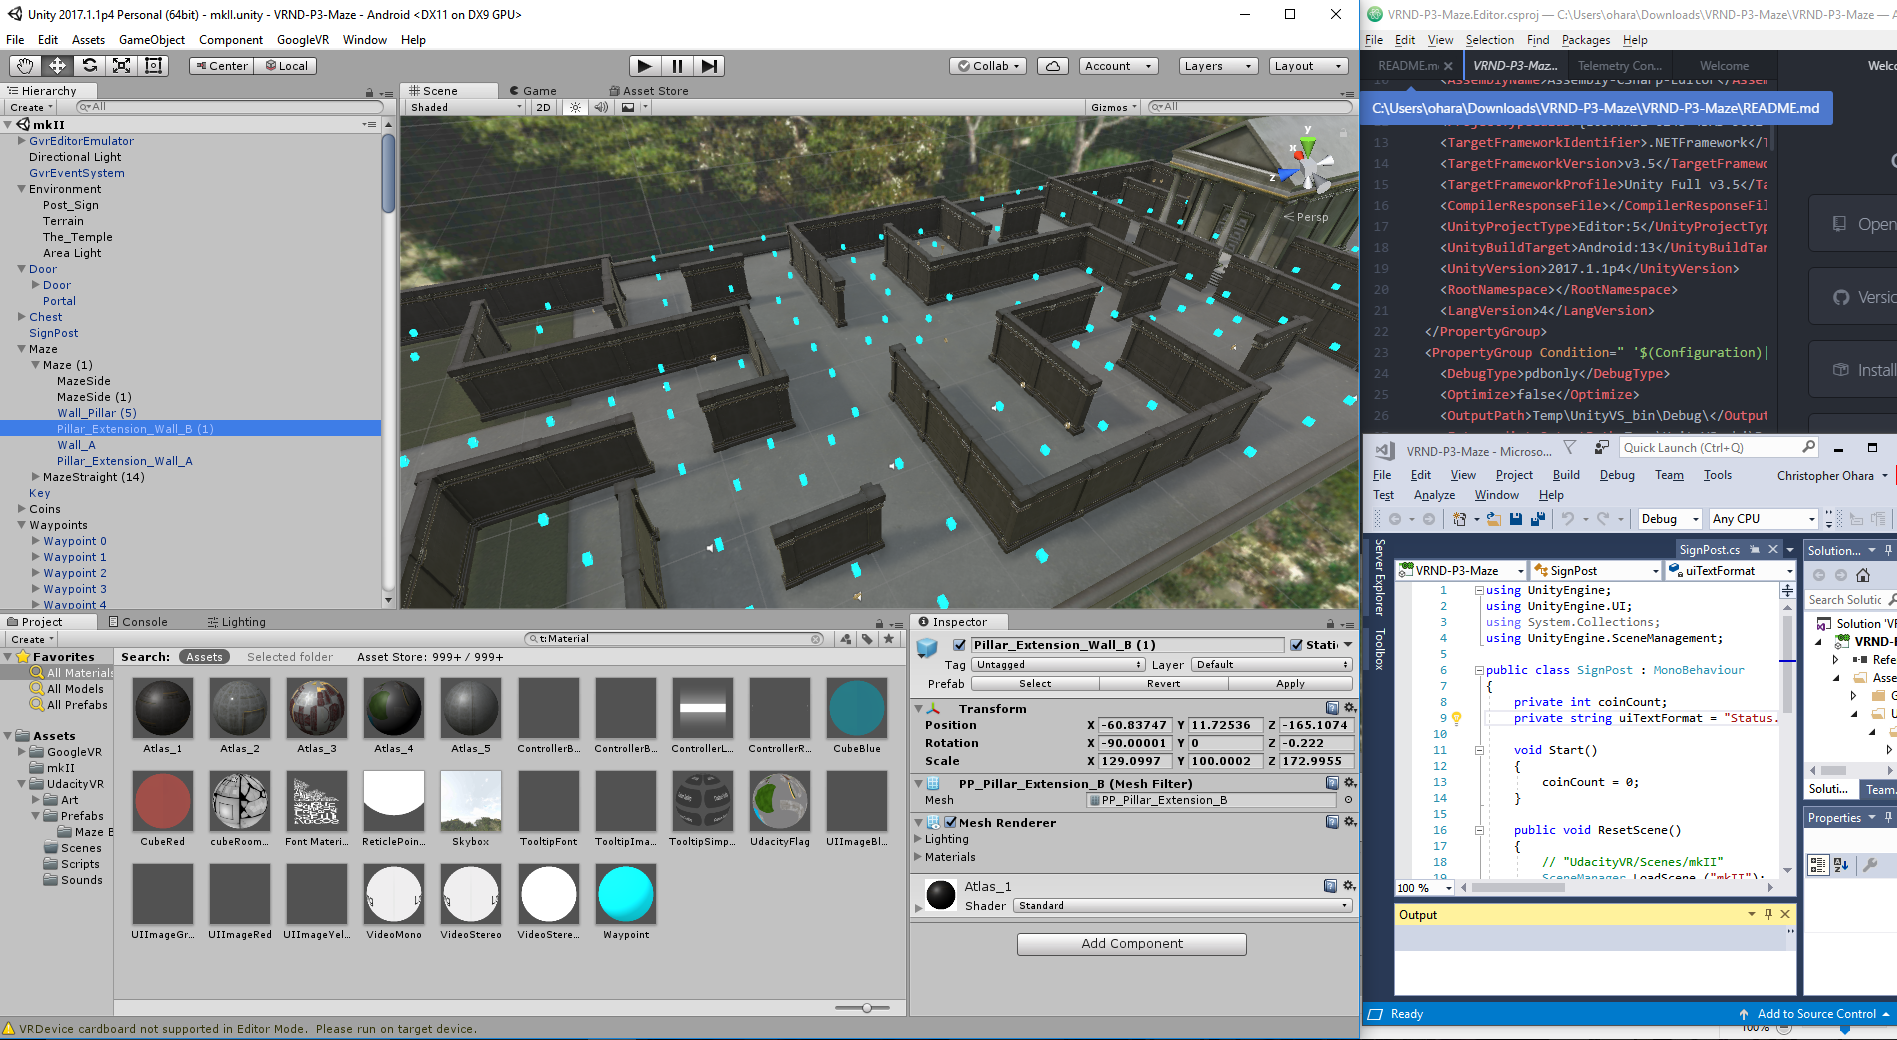 Unity 2017.1.1p4 Personal (64bit) - mkII.unity - VRND-P3-Maze - Android <DX11 on DX9 GPU>
File Edit Assets GameObject Component GoogleVR Window Help
Center Local Collab Account Layers Layout
Hierarchy
Create All
mkII
GvrEditorEmulator
Directional Light
GvrEventSystem
Environment
Post_Sign
Terrain
The_Temple
Area Light
Door
Door
Portal
Chest
SignPost
Maze
Maze (1)
MazeSide
MazeSide (1)
Wall_Pillar (5)
Pillar_Extension_Wall_B (1)
Wall_A
Pillar_Extension_Wall_A
MazeStraight (14)
Key
Coins
Waypoints
Waypoint 0
Waypoint 1
Waypoint 2
Waypoint 3
Waypoint 4
Scene Game Asset Store
Shaded 2D Gizmos All
y
x
z
Persp
Project Console Lighting
Create t:Material
Favorites
All Materials
All Models
All Prefabs
Assets
GoogleVR
mkII
UdacityVR
Art
Prefabs
Maze B
Scenes
Scripts
Sounds
Search: Assets Selected folder Asset Store: 999+ / 999+
Atlas_1 Atlas_2 Atlas_3 Atlas_4 Atlas_5 ControllerB... ControllerB... ControllerL... ControllerR... CubeBlue
CubeRed cubeRoom... Font Materi... ReticlePoin... Skybox TooltipFont TooltipIma... TooltipSimp... UdacityFlag UIImageBl...
UIImageGr... UIImageRed UIImageYel... VideoMono VideoStereo VideoStere... Waypoint
VRDevice cardboard not supported in Editor Mode. Please run on target device.
Inspector
Pillar_Extension_Wall_B (1) Stati
Tag Untagged Layer Default
Prefab Select Revert Apply
Transform
Position X -60.83747 Y 11.72536 Z -165.1074
Rotation X -90.00001 Y 0 Z -0.222
Scale X 129.0997 Y 100.0002 Z 172.9955
PP_Pillar_Extension_B (Mesh Filter)
Mesh PP_Pillar_Extension_B
Mesh Renderer
Lighting
Materials
Atlas_1
Shader Standard
Add Component
VRND-P3-Maze.Editor.csproj — C:\Users\ohara\Downloads\VRND-P3-Maze\VRND-P3-Maze — A
File Edit View Selection Find Packages Help
README.m VRND-P3-Maz... Telemetry Con... Welcome Welco
C:\Users\ohara\Downloads\VRND-P3-Maze\VRND-P3-Maze\README.md
13 <TargetFrameworkIdentifier>.NETFramework</T
14 <TargetFrameworkVersion>v3.5</TargetFramewo
15 <TargetFrameworkProfile>Unity Full v3.5</Ta
16 <CompilerResponseFile></CompilerResponseFil
17 <UnityProjectType>Editor:5</UnityProjectTyp
18 <UnityBuildTarget>Android:13</UnityBuildTar
19 <UnityVersion>2017.1.1p4</UnityVersion>
20 <RootNamespace></RootNamespace>
21 <LangVersion>4</LangVersion>
22 </PropertyGroup>
23 <PropertyGroup Condition=" '$(Configuration)|
24 <DebugType>pdbonly</DebugType>
25 <Optimize>false</Optimize>
26 <OutputPath>Temp\UnityVS_bin\Debug\</Output
Open
Versio
Install
VRND-P3-Maze - Microso... Quick Launch (Ctrl+Q)
File Edit View Project Build Debug Team Tools Christopher Ohara
Test Analyze Window Help
Debug Any CPU
Server Explorer
Toolbox
SignPost.cs
VRND-P3-Maze SignPost uiTextFormat
1 using UnityEngine;
2 using UnityEngine.UI;
3 using System.Collections;
4 using UnityEngine.SceneManagement;
5
6 public class SignPost : MonoBehaviour
7 {
8 private int coinCount;
9 private string uiTextFormat = "Status.
10
11 void Start()
12 {
13 coinCount = 0;
14 }
15
16 public void ResetScene()
17 {
18 // "UdacityVR/Scenes/mkII"
19 SceneManager.LoadScene ("mkII");
100 %
Output
Solution...
Search Solutic
Solution 'VF
VRND-F
Refe
Asse
G
U
Soluti... Team
Properties
Ready Add to Source Control
100%